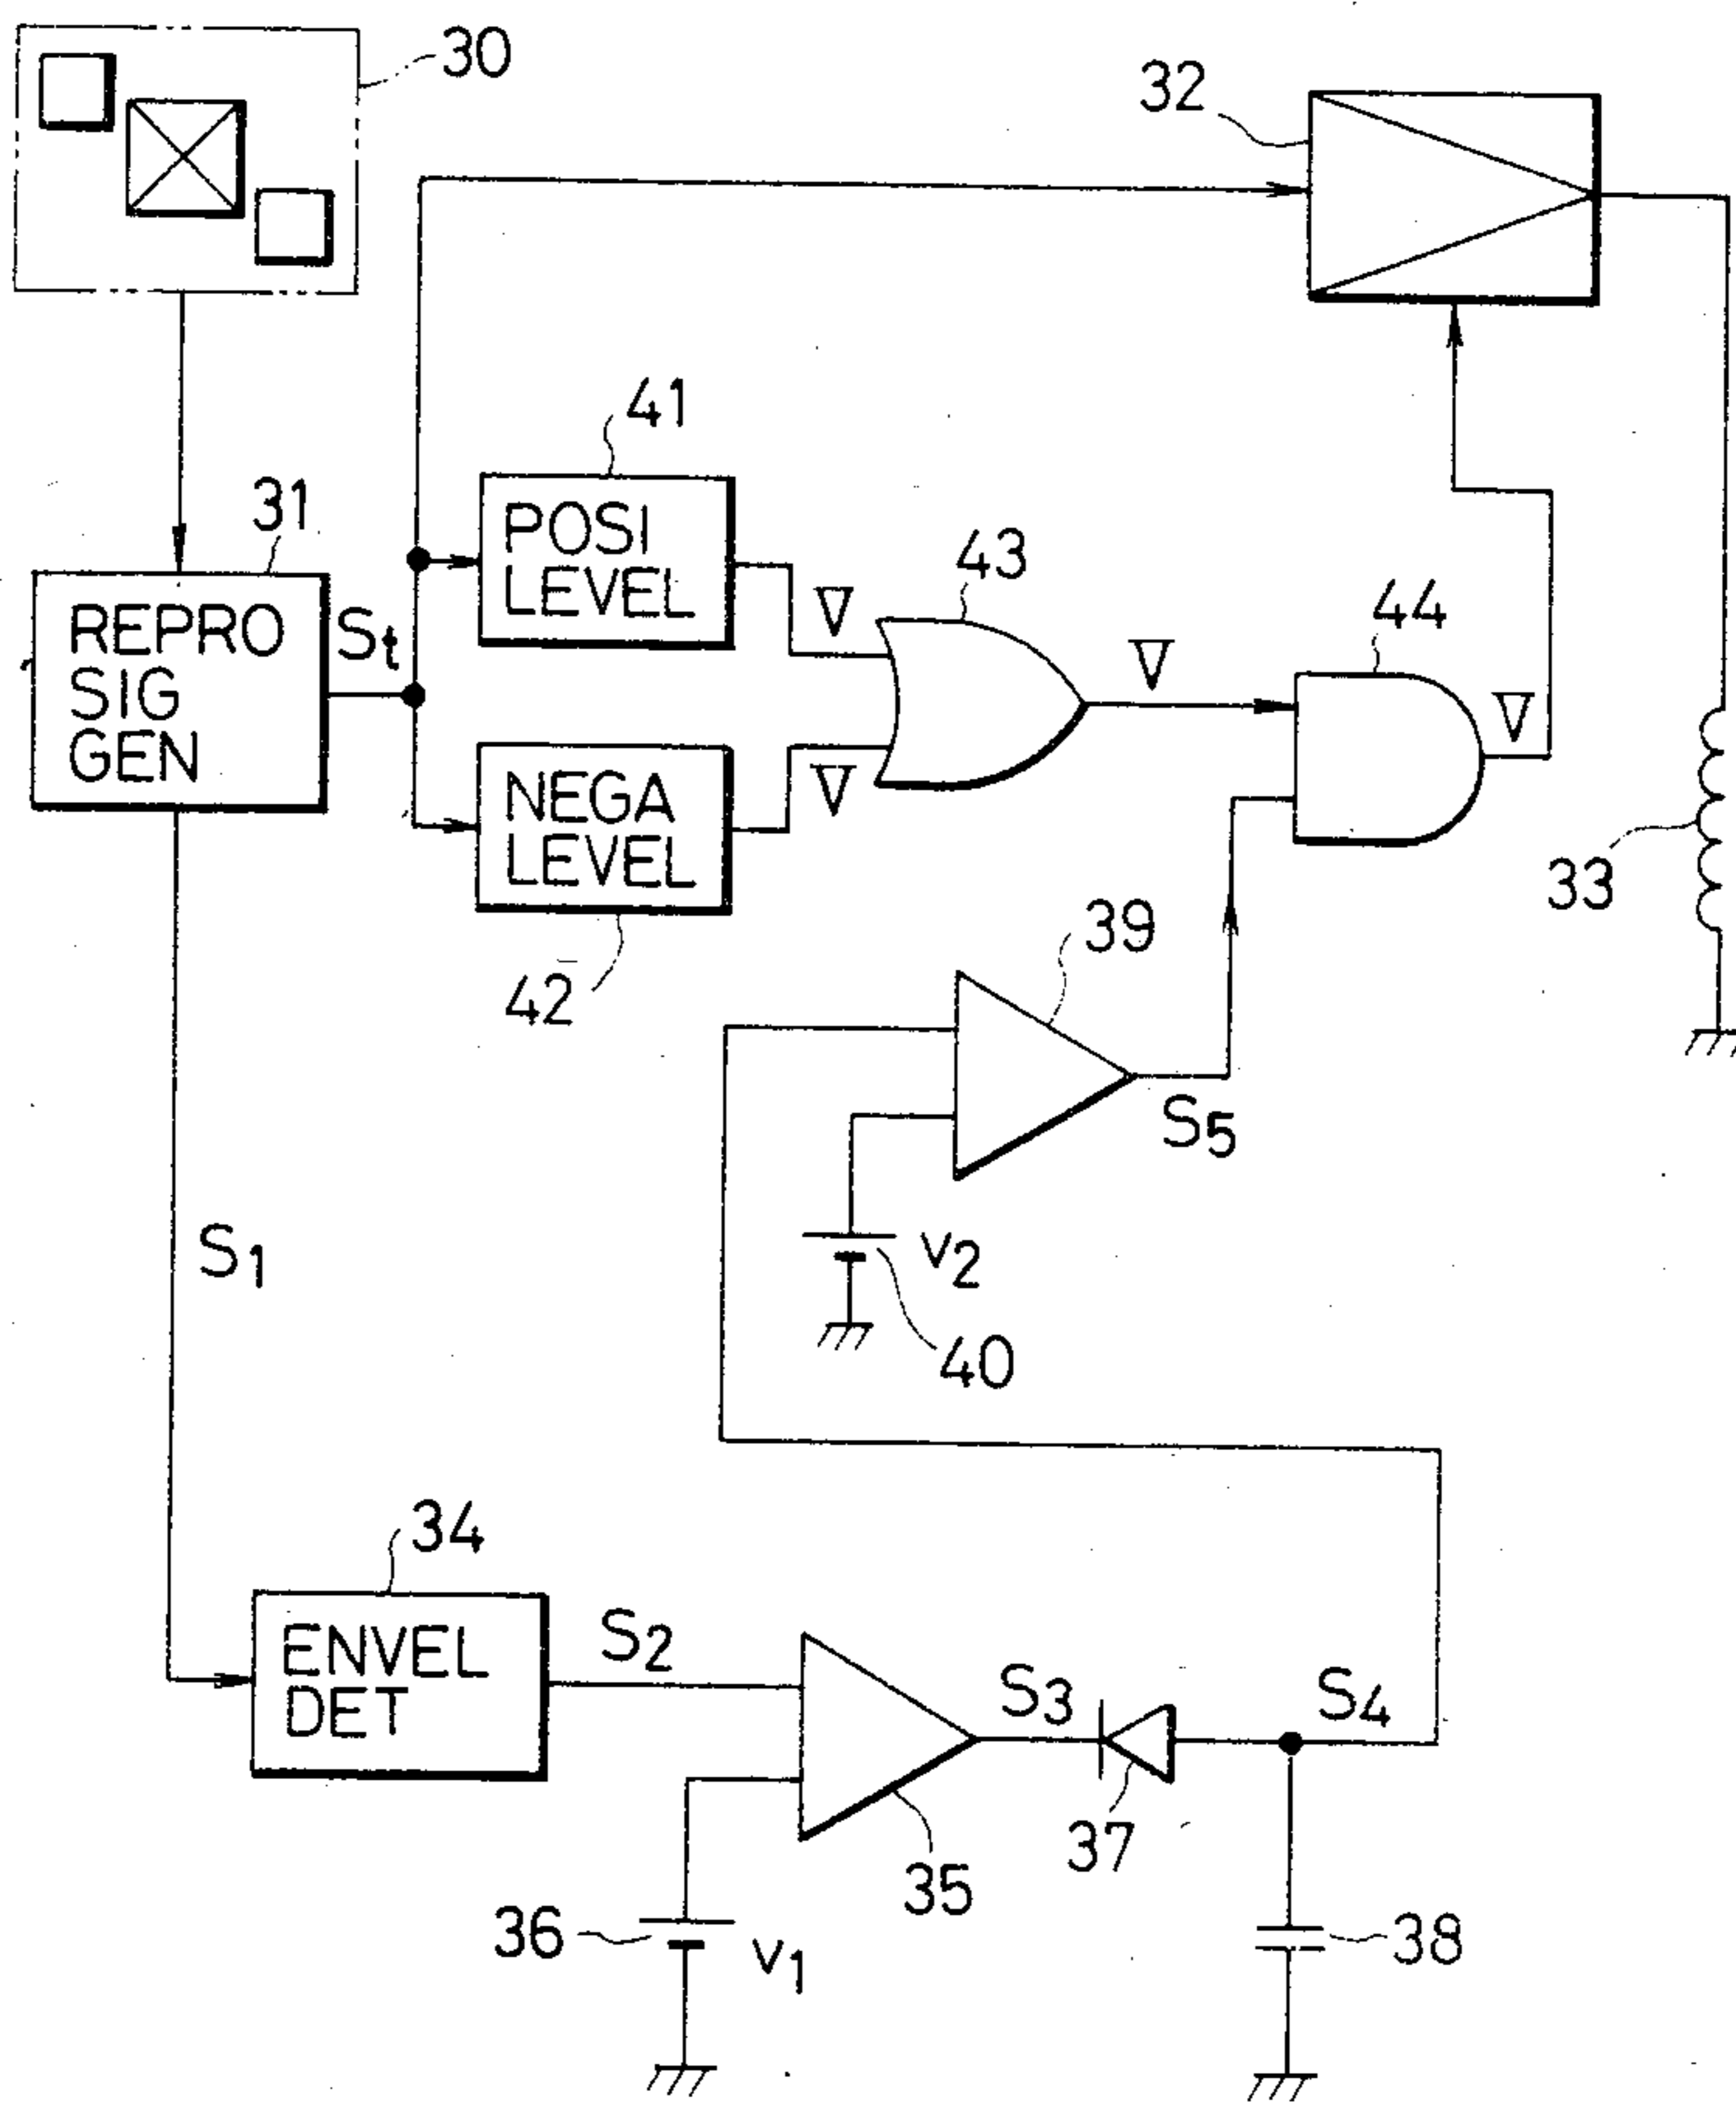 30
32
41
31
POSI
LEVEL
43
44
REPRO
SIG
GEN
St
V
V
V
V
NEGA
LEVEL
33
39
42
S5
S1
V2
40
34
ENVEL
DET
S2
S3
S4
37
35
36
V1
38